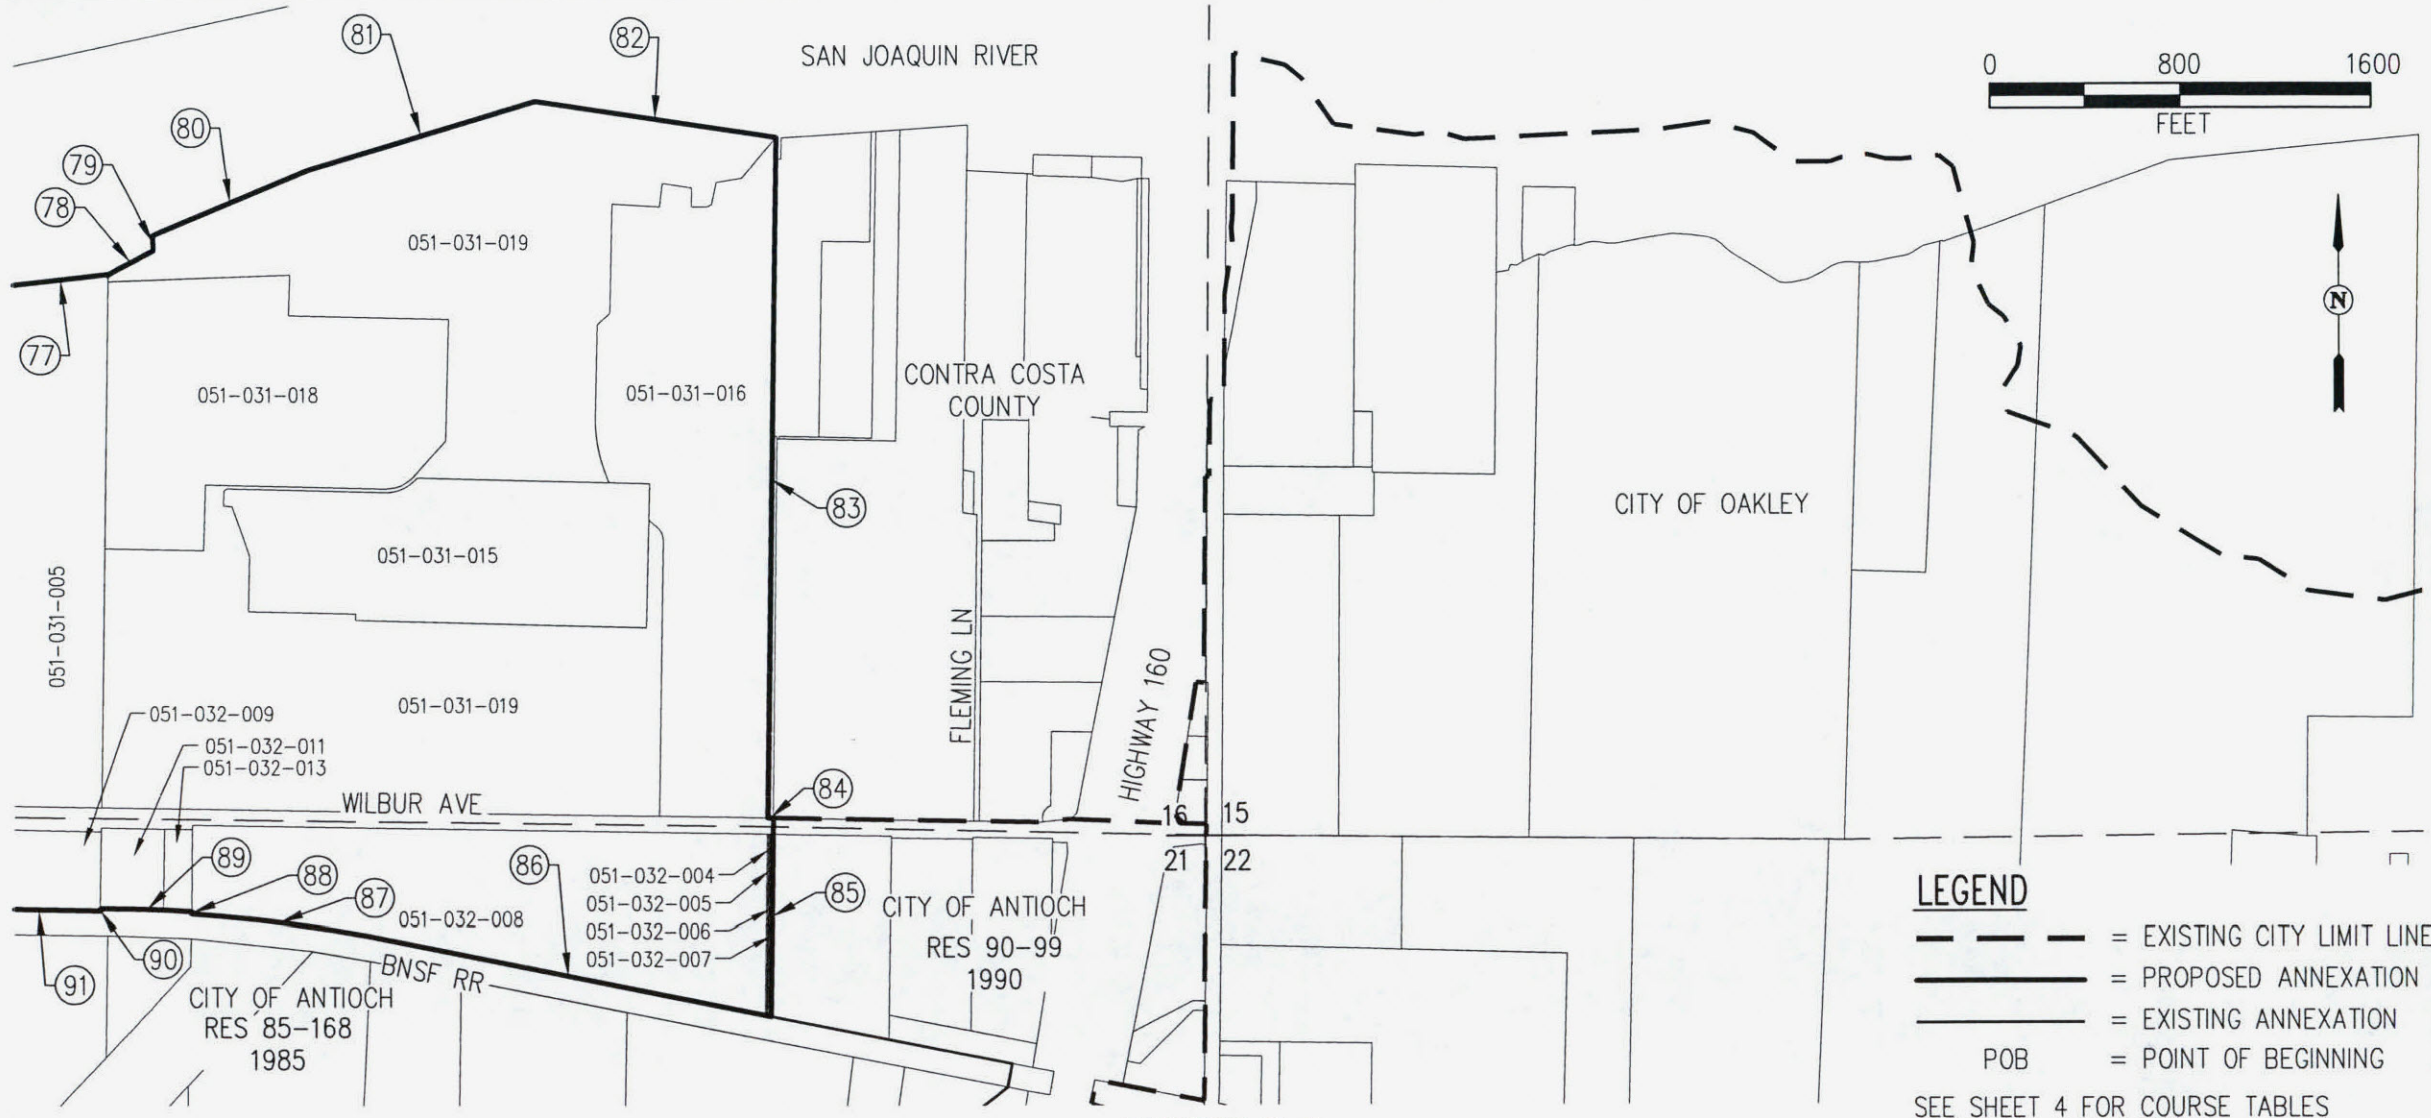 81
82
SAN JOAQUIN RIVER
0 800 1600
FEET
80
79
78
77
051-031-019
N
051-031-018
051-031-016
CONTRA COSTA
COUNTY
83
CITY OF OAKLEY
051-031-015
051-031-005
FLEMING LN
HIGHWAY 160
051-031-019
051-032-009
051-032-011
051-032-013
WILBUR AVE
84
16 15
21 22
89
88
87
86
051-032-004
051-032-005
051-032-006
051-032-007
85
051-032-008
CITY OF ANTIOCH
RES 90-99
1990
90
91
BNSF RR
CITY OF ANTIOCH
RES 85-168
1985
LEGEND
= EXISTING CITY LIMIT LINE
= PROPOSED ANNEXATION
= EXISTING ANNEXATION
POB = POINT OF BEGINNING
SEE SHEET 4 FOR COURSE TABLES